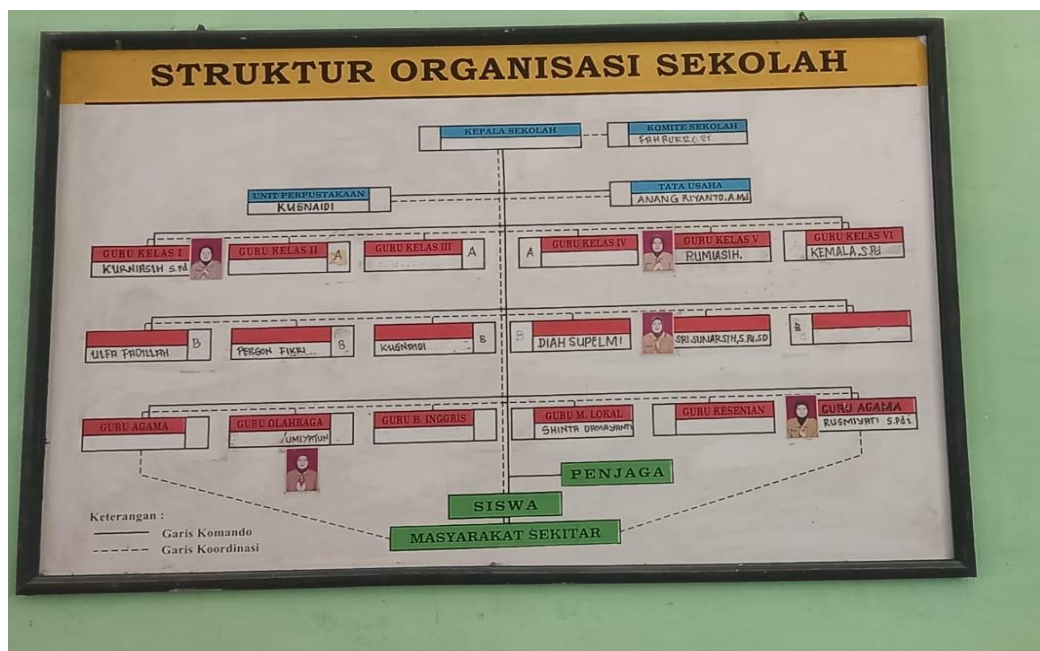 STRUKTUR ORGANISASI SEKOLAH
KEPALA SEKOLAH
KOMITE SEKOLAH
UNIT PERPUSTAKAAN
KUSNAIDI
TATA USAHA
ANANG RIYANTO.A.Md
GURU KELAS I
KURNIASIH S.Pd
GURU KELAS II
A
GURU KELAS III
A
GURU KELAS IV
A
GURU KELAS V
RUMIASIH.
GURU KELAS VI
KEMALA,S.Pd
ULFA FADILLAH
B
FIKRI
B
KUSNAIDI
B
B
DIAH SUPELMI
SRI SUNARSIH,S.Pd,SD
B
GURU AGAMA
GURU OLAHRAGA
UMIYATUN
GURU B. INGGRIS
GURU M. LOKAL
SHINTA DAMAYANTI
GURU KESENIAN
GURU AGAMA
RUSMIYATI
PENJAGA
SISWA
MASYARAKAT SEKITAR
Keterangan :
Garis Komando
Garis Koordinasi